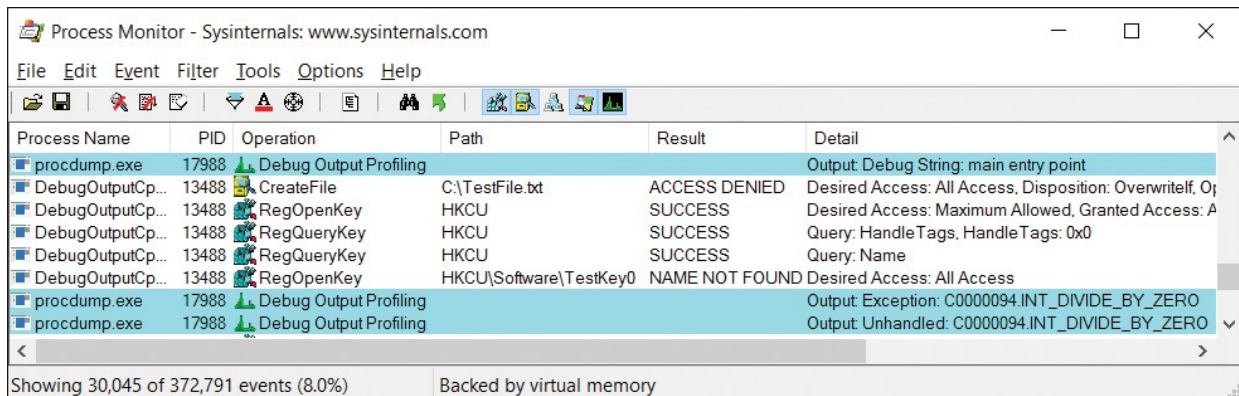 Process Monitor - Sysinternals: www.sysinternals.com
File Edit Event Filter Tools Options Help
Process Name PID Operation Path Result Detail
procdump.exe 17988 Debug Output Profiling Output: Debug String: main entry point
DebugOutputCp... 13488 CreateFile C:\TestFile.txt ACCESS DENIED Desired Access: All Access, Disposition: OverwriteIf, Op
DebugOutputCp... 13488 RegOpenKey HKCU SUCCESS Desired Access: Maximum Allowed, Granted Access: A
DebugOutputCp... 13488 RegQueryKey HKCU SUCCESS Query: HandleTags, HandleTags: 0x0
DebugOutputCp... 13488 RegQueryKey HKCU SUCCESS Query: Name
DebugOutputCp... 13488 RegOpenKey HKCU\Software\TestKey0 NAME NOT FOUND Desired Access: All Access
procdump.exe 17988 Debug Output Profiling Output: Exception: C0000094.INT_DIVIDE_BY_ZERO
procdump.exe 17988 Debug Output Profiling Output: Unhandled: C0000094.INT_DIVIDE_BY_ZERO
Showing 30,045 of 372,791 events (8.0%) Backed by virtual memory